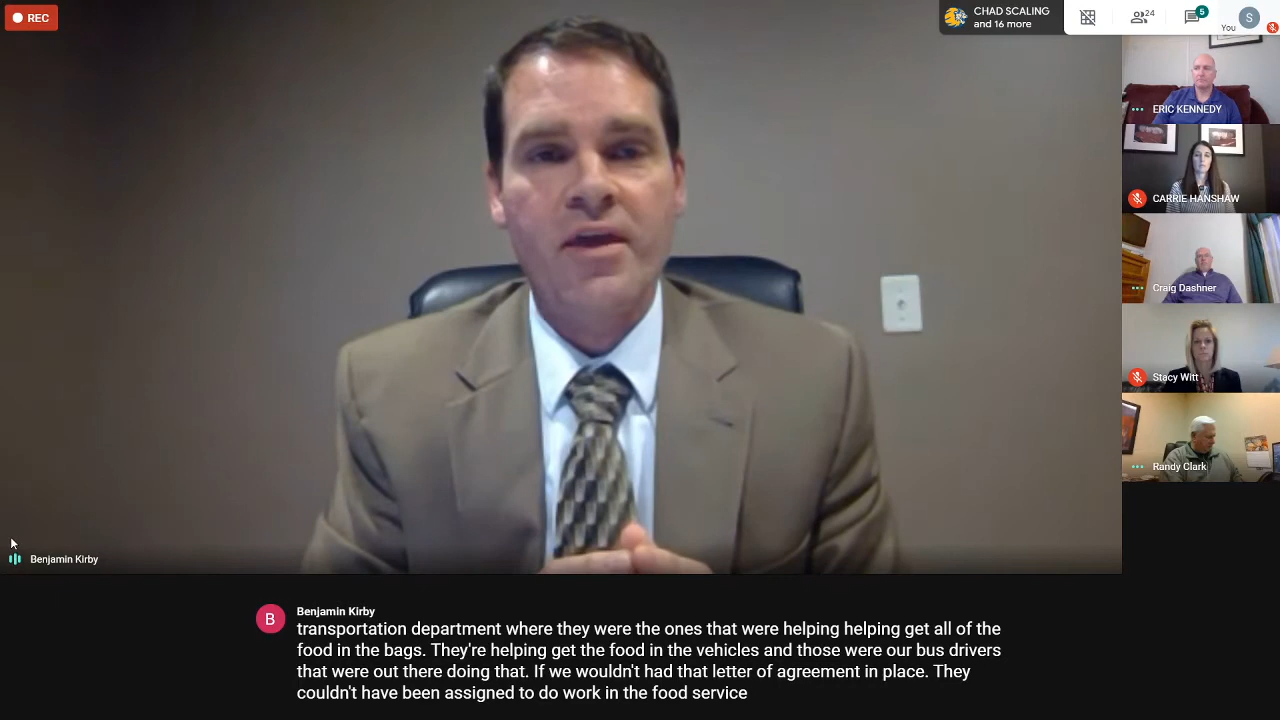 REC
CHAD SCALING
and 16 more
24
5
You
S
ERIC KENNEDY
CARRIE HANSHAW
Craig Dashner
Stacy Witt
Randy Clark
Benjamin Kirby
B
Benjamin Kirby
transportation department where they were the ones that were helping helping get all of the
food in the bags. They're helping get the food in the vehicles and those were our bus drivers
that were out there doing that. If we wouldn't had that letter of agreement in place. They
couldn't have been assigned to do work in the food service